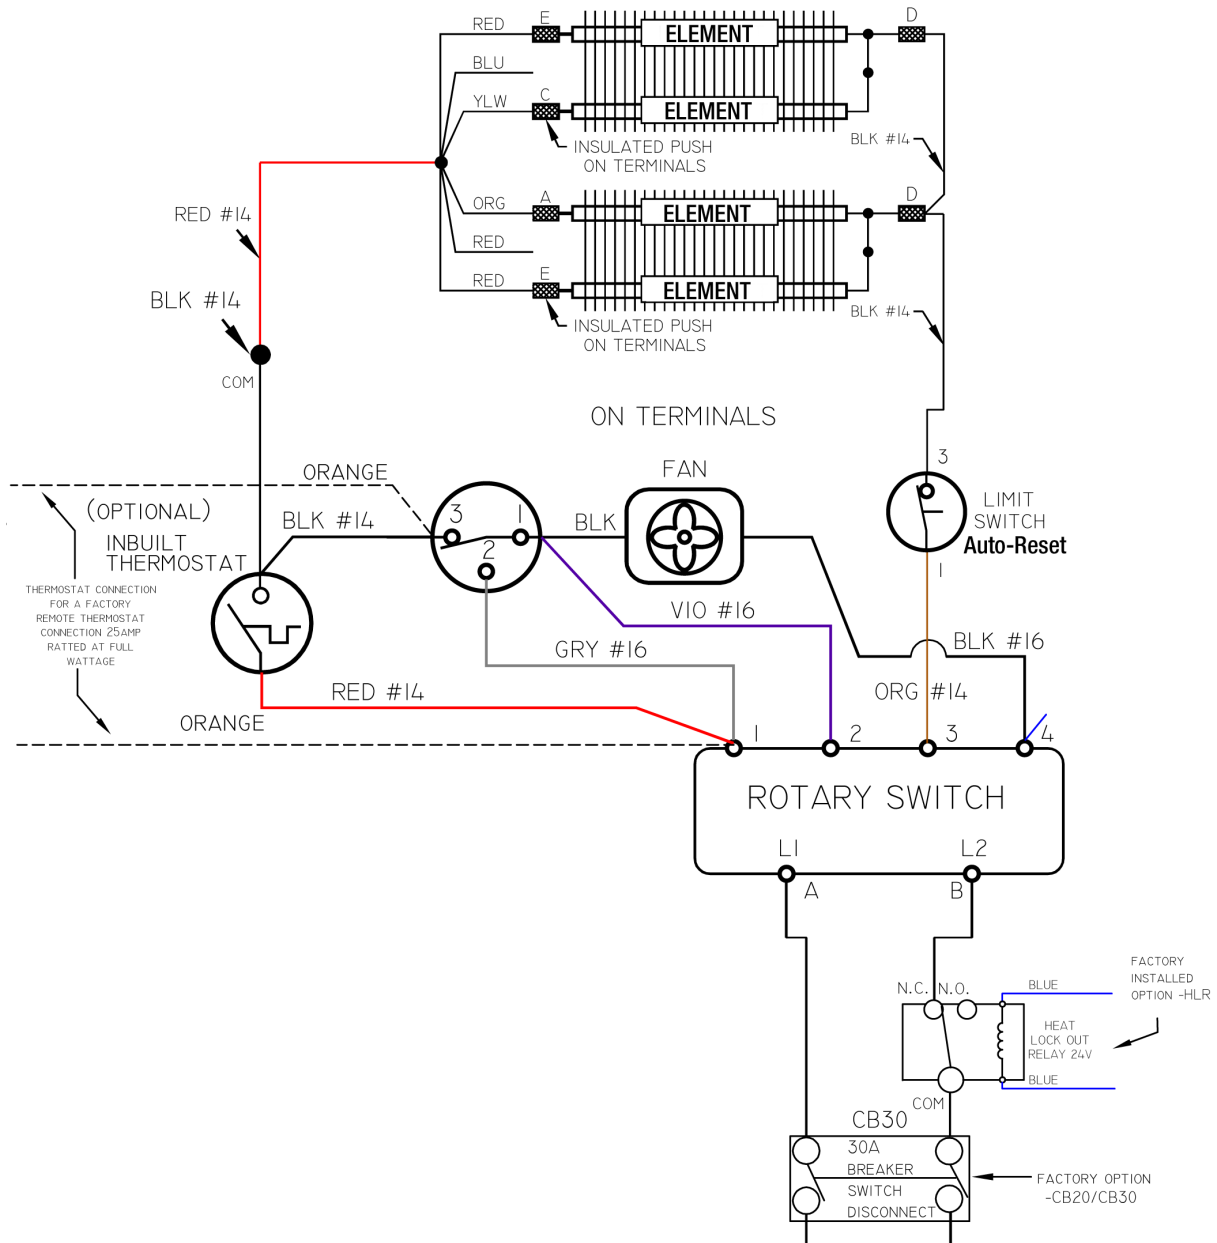 RED
E
ELEMENT
D
BLU
YLW
C
ELEMENT
INSULATED PUSH
ON TERMINALS
BLK #14
RED #14
ORG
A
ELEMENT
D
RED
RED
E
ELEMENT
INSULATED PUSH
ON TERMINALS
BLK #14
BLK #14
COM
ON TERMINALS
ORANGE
FAN
3
(OPTIONAL)
INBUILT
THERMOSTAT
BLK #14
3
1
2
BLK
LIMIT
SWITCH
Auto-Reset
1
THERMOSTAT CONNECTION
FOR A FACTORY
REMOTE THERMOSTAT
CONNECTION 25AMP
RATTED AT FULL
WATTAGE
VIO #16
GRY #16
BLK #16
RED #14
ORG #14
ORANGE
1
2
3
4
ROTARY SWITCH
L1
L2
A
B
FACTORY
INSTALLED
OPTION -HLR
N.C.
N.O.
BLUE
HEAT
LOCK OUT
RELAY 24V
BLUE
COM
CB30
30A
BREAKER
SWITCH
DISCONNECT
FACTORY OPTION
-CB20/CB30